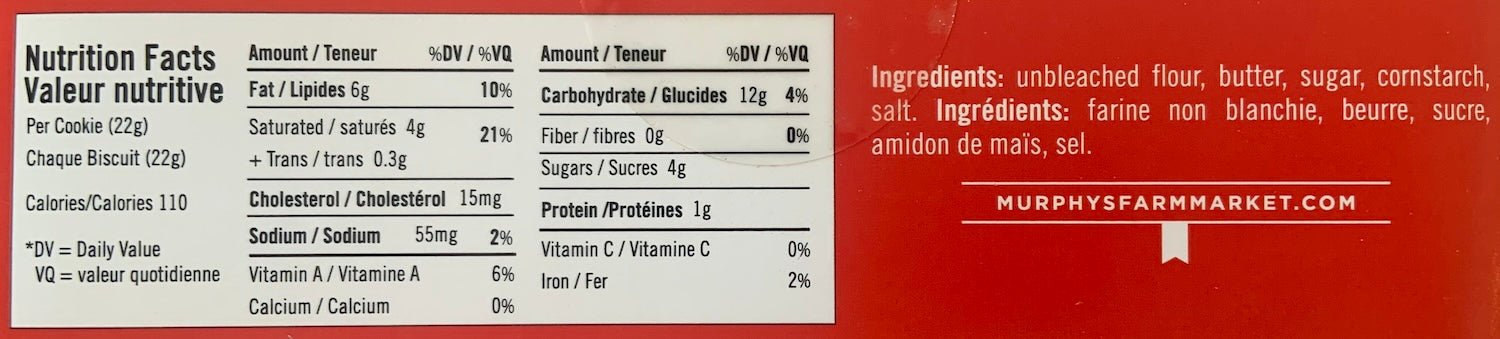 Nutrition Facts
Valeur nutritive
Per Cookie (22g)
Chaque Biscuit (22g)
Calories/Calories 110
*DV = Daily Value
VQ = valeur quotidienne
Amount / Teneur %DV / %VQ
Fat / Lipides 6g 10%
Saturated / saturés 4g 21%
+ Trans / trans 0.3g
Cholesterol / Cholestérol 15mg
Sodium / Sodium 55mg 2%
Vitamin A / Vitamine A 6%
Calcium / Calcium 0%
Amount / Teneur %DV / %VQ
Carbohydrate / Glucides 12g 4%
Fiber / fibres 0g 0%
Sugars / Sucres 4g
Protein /Protéines 1g
Vitamin C / Vitamine C 0%
Iron / Fer 2%
Ingredients: unbleached flour, butter, sugar, cornstarch,
salt. Ingrédients: farine non blanchie, beurre, sucre,
amidon de maïs, sel.
MURPHYSFARMMARKET.COM